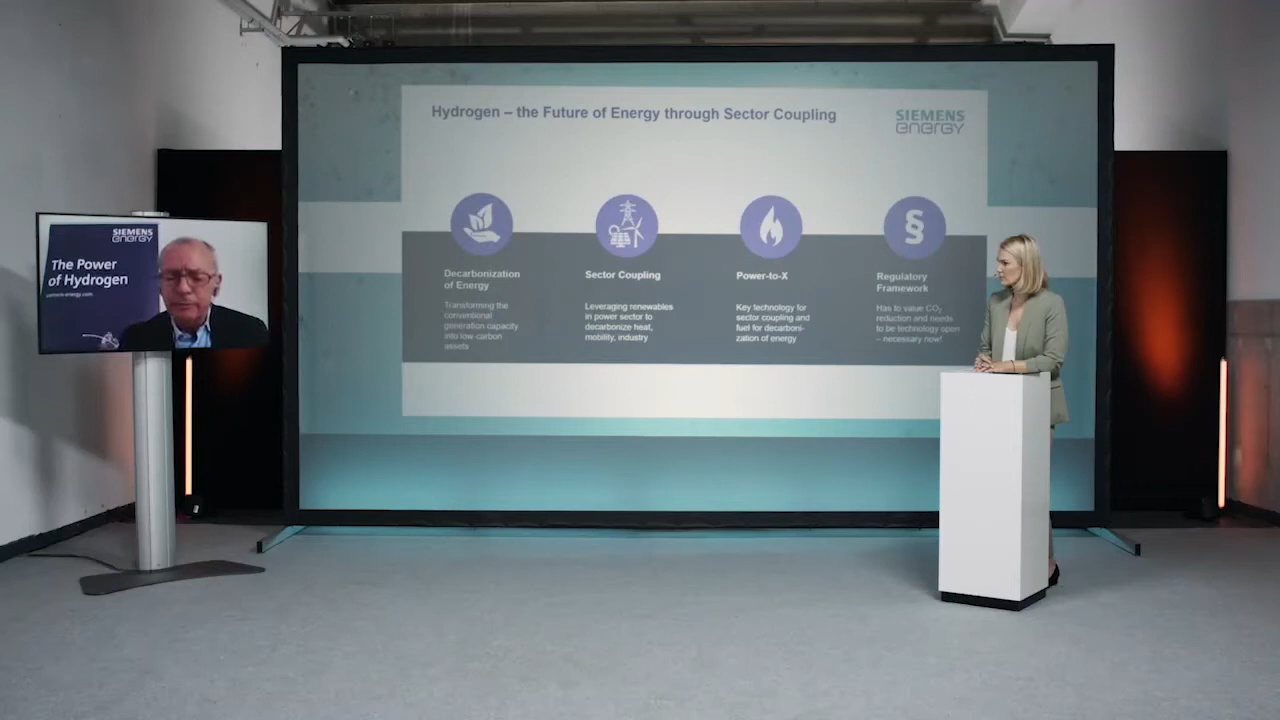 Hydrogen – the Future of Energy through Sector Coupling
SIEMENS
energy
Decarbonization
of Energy
Transforming the
conventional
generation capacity
into low-carbon
assets
Sector Coupling
Leveraging renewables
in power sector to
decarbonize heat,
mobility, industry
Power-to-X
Key technology for
sector coupling and
fuel for decarboni-
zation of energy
§
Regulatory
Framework
Has to value CO₂
reduction and needs
to be technology open
– necessary now!
SIEMENS
energy
The Power
of Hydrogen